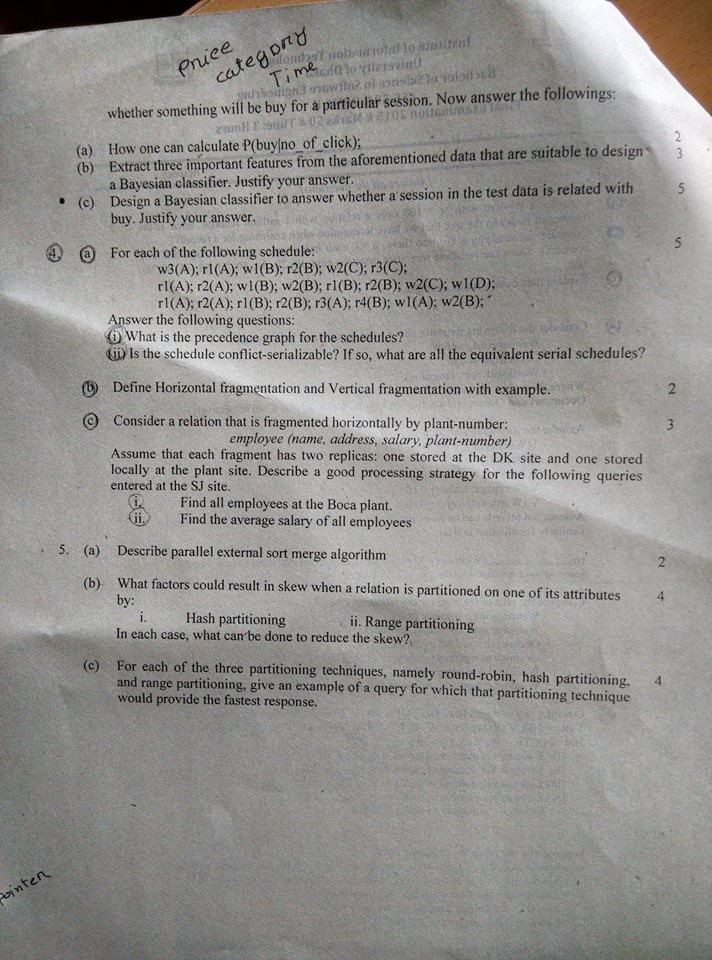 Price
category
Time
whether something will be buy for a particular session. Now answer the followings:
(a) How one can calculate P(buy|no_of_click); 2
(b) Extract three important features from the aforementioned data that are suitable to design 3
a Bayesian classifier. Justify your answer.
(c) Design a Bayesian classifier to answer whether a session in the test data is related with 5
buy. Justify your answer.
4. (a) For each of the following schedule: 5
w3(A); r1(A); w1(B); r2(B); w2(C); r3(C);
r1(A); r2(A); w1(B); w2(B); r1(B); r2(B); w2(C); w1(D);
r1(A); r2(A); r1(B); r2(B); r3(A); r4(B); w1(A); w2(B);
Answer the following questions:
(i) What is the precedence graph for the schedules?
(ii) Is the schedule conflict-serializable? If so, what are all the equivalent serial schedules?
(b) Define Horizontal fragmentation and Vertical fragmentation with example. 2
(c) Consider a relation that is fragmented horizontally by plant-number: 3
employee (name, address, salary, plant-number)
Assume that each fragment has two replicas: one stored at the DK site and one stored
locally at the plant site. Describe a good processing strategy for the following queries
entered at the SJ site.
i. Find all employees at the Boca plant.
ii. Find the average salary of all employees
5. (a) Describe parallel external sort merge algorithm 2
(b) What factors could result in skew when a relation is partitioned on one of its attributes 4
by:
i. Hash partitioning ii. Range partitioning
In each case, what can be done to reduce the skew?
(c) For each of the three partitioning techniques, namely round-robin, hash partitioning, 4
and range partitioning, give an example of a query for which that partitioning technique
would provide the fastest response.
pointer